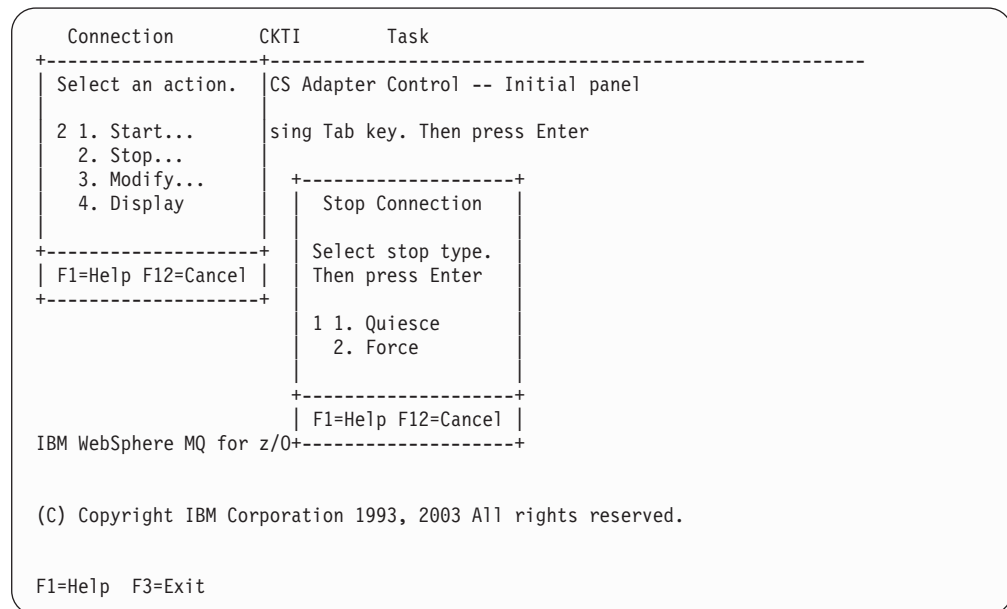 Connection CKTI Task
+--------------------+--------------------------------------------------------
| Select an action. |CS Adapter Control -- Initial panel
| |
| 2 1. Start... |sing Tab key. Then press Enter
| 2. Stop... |
| 3. Modify... | +--------------------+
| 4. Display | | Stop Connection |
| | | |
+--------------------+ | Select stop type. |
| F1=Help F12=Cancel | | Then press Enter |
+--------------------+ | |
| 1 1. Quiesce |
| 2. Force |
| |
+--------------------+
| F1=Help F12=Cancel |
IBM WebSphere MQ for z/O+--------------------+
(C) Copyright IBM Corporation 1993, 2003 All rights reserved.
F1=Help F3=Exit